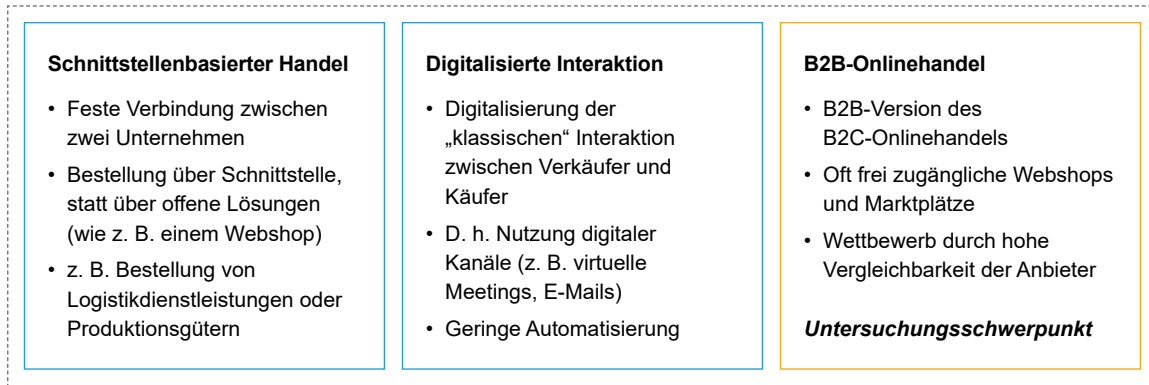 Schnittstellenbasierter Handel
• Feste Verbindung zwischen
zwei Unternehmen
• Bestellung über Schnittstelle,
statt über offene Lösungen
(wie z. B. einem Webshop)
• z. B. Bestellung von
Logistikdienstleistungen oder
Produktionsgütern
Digitalisierte Interaktion
• Digitalisierung der
„klassischen“ Interaktion
zwischen Verkäufer und
Käufer
• D. h. Nutzung digitaler
Kanäle (z. B. virtuelle
Meetings, E-Mails)
• Geringe Automatisierung
B2B-Onlinehandel
• B2B-Version des
B2C-Onlinehandels
• Oft frei zugängliche Webshops
und Marktplätze
• Wettbewerb durch hohe
Vergleichbarkeit der Anbieter
Untersuchungsschwerpunkt